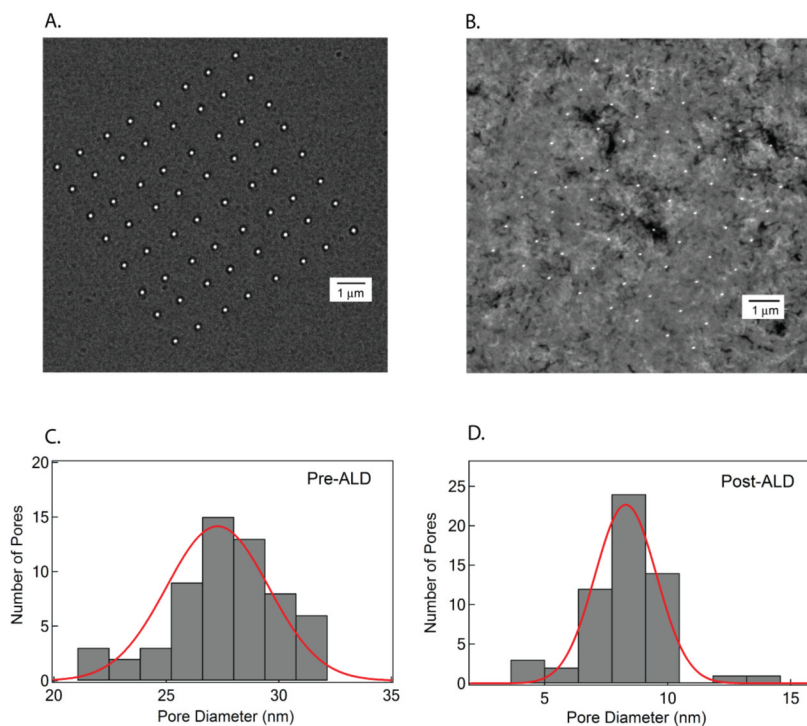 A.
B.
1 μm
1 μm
C.
D.
20
15
10
5
0
Number of Pores
Pre-ALD
20
25
30
35
Pore Diameter (nm)
25
20
15
10
5
0
Number of Pores
Post-ALD
5
10
15
Pore Diameter (nm)